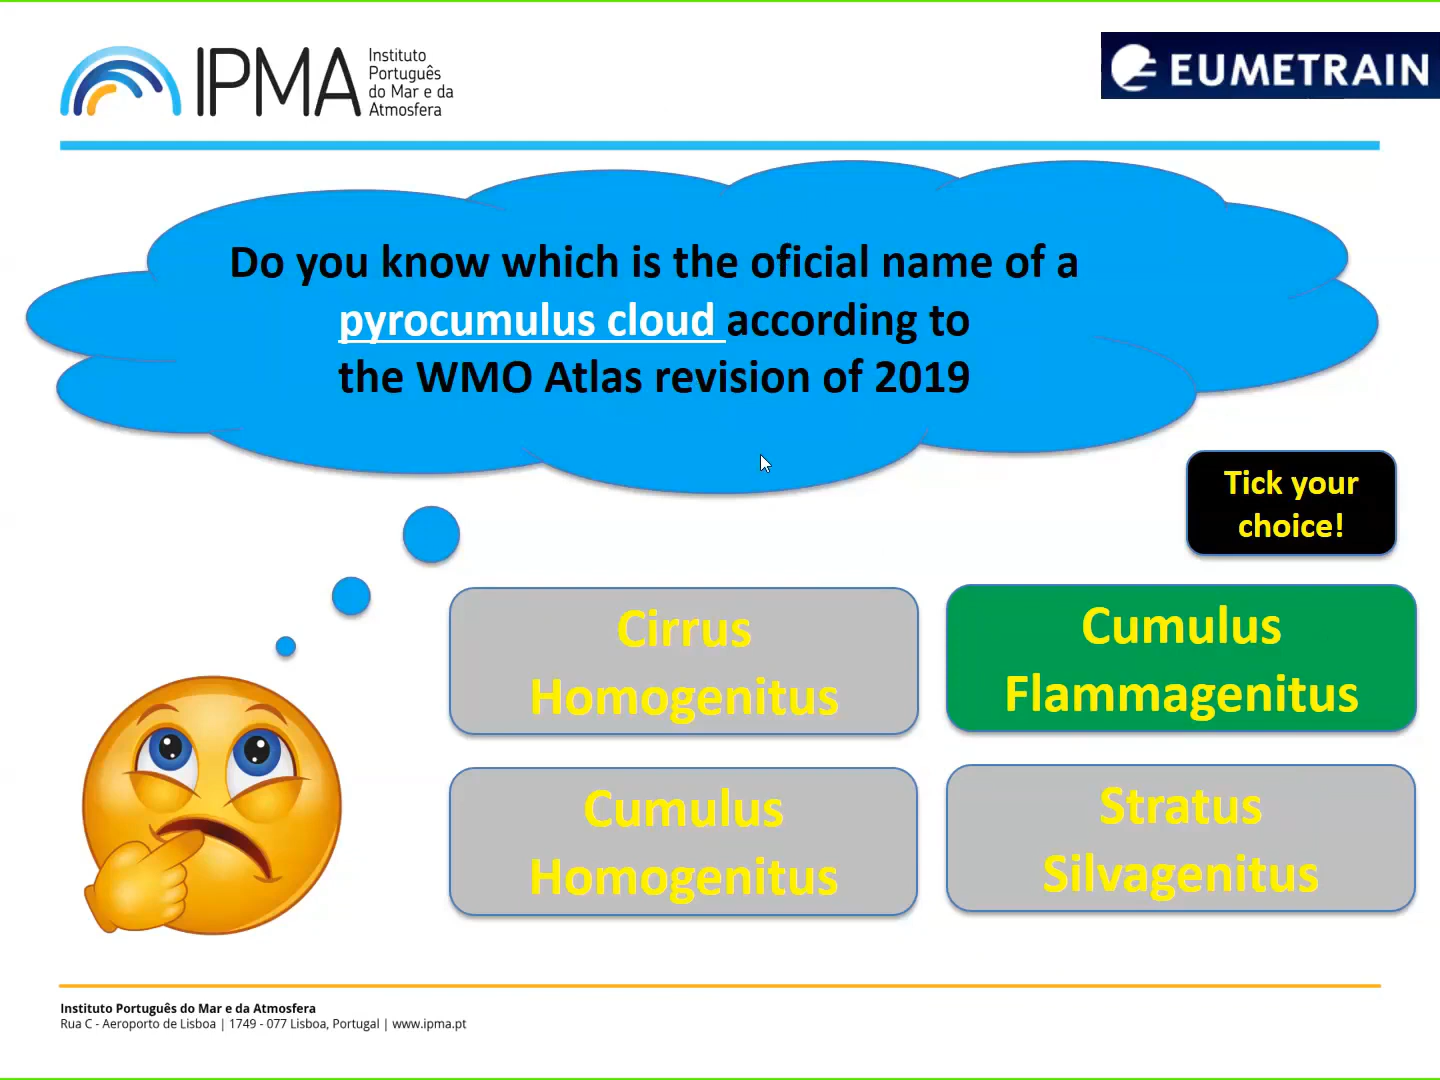 IPMA
Instituto
Português
do Mar e da
Atmosfera
EUMETRAIN
Do you know which is the oficial name of a
pyrocumulus cloud according to
the WMO Atlas revision of 2019
Tick your
choice!
Cirrus
Homogenitus
Cumulus
Flammagenitus
Cumulus
Homogenitus
Stratus
Silvagenitus
Instituto Português do Mar e da Atmosfera
Rua C - Aeroporto de Lisboa | 1749 - 077 Lisboa, Portugal | www.ipma.pt